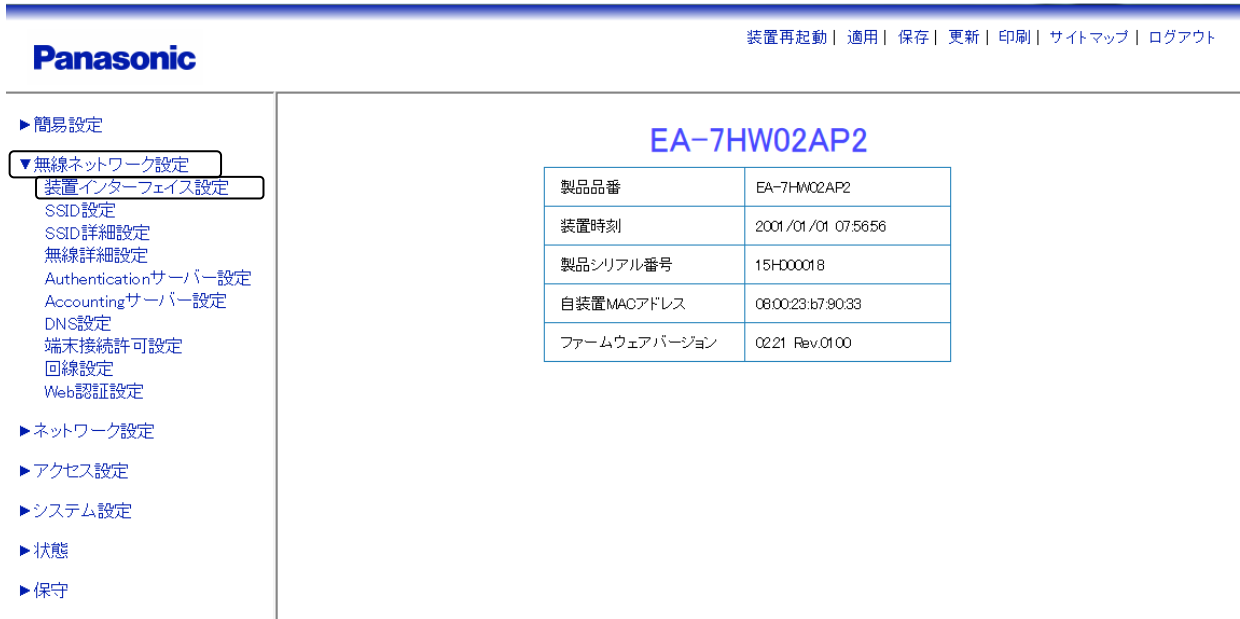 装置再起動| 適用| 保存| 更新| 印刷| サイトマップ| ログアウト
Panasonic
▶簡易設定
▼無線ネットワーク設定
装置インターフェイス設定
SSID設定
SSID詳細設定
無線詳細設定
Authenticationサーバー設定
Accountingサーバー設定
DNS設定
端末接続許可設定
回線設定
Web認証設定
▶ネットワーク設定
▶アクセス設定
▶システム設定
▶状態
▶保守
EA-7HW02AP2
製品品番 EA-7HW02AP2
装置時刻 2001/01/01 07:56:56
製品シリアル番号 15H000018
自装置MACアドレス 08:00:23:b7:90:33
ファームウェアバージョン 02.21 Rev.01.00